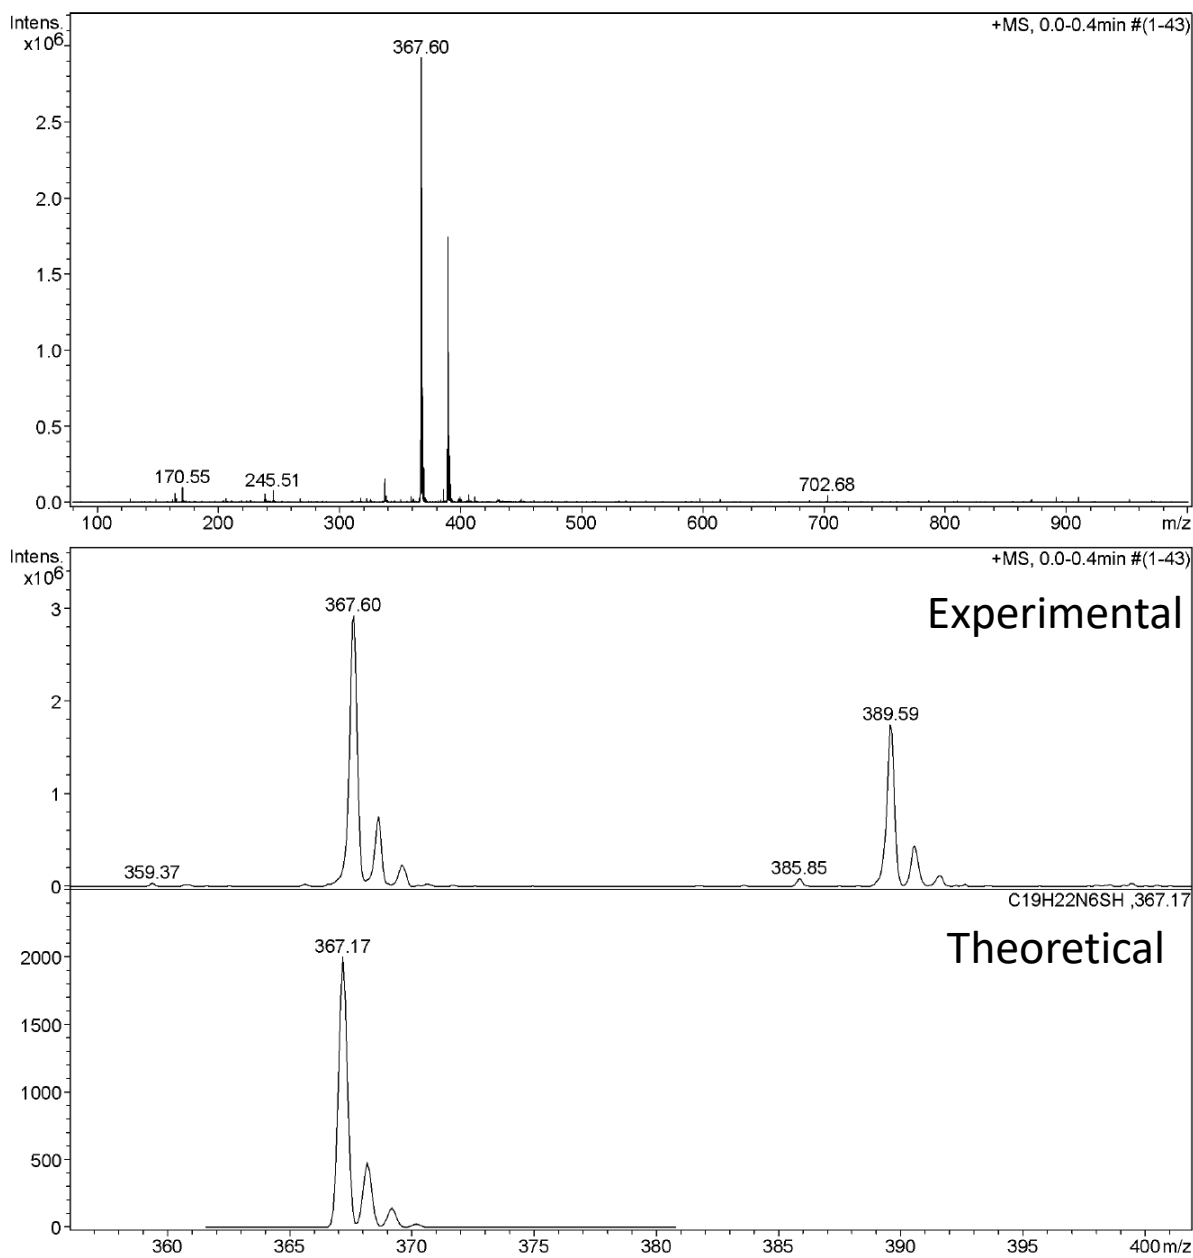 Intens.
x10⁶
+MS, 0.0-0.4min #(1-43)
367.60
2.5
2.0
1.5
1.0
0.5
0.0
170.55
245.51
702.68
100 200 300 400 500 600 700 800 900 m/z
Intens.
x10⁶
+MS, 0.0-0.4min #(1-43)
Experimental
367.60
389.59
3
2
1
0
359.37
385.85
C19H22N6SH ,367.17
Theoretical
367.17
2000
1500
1000
500
0
360 365 370 375 380 385 390 395 400 m/z